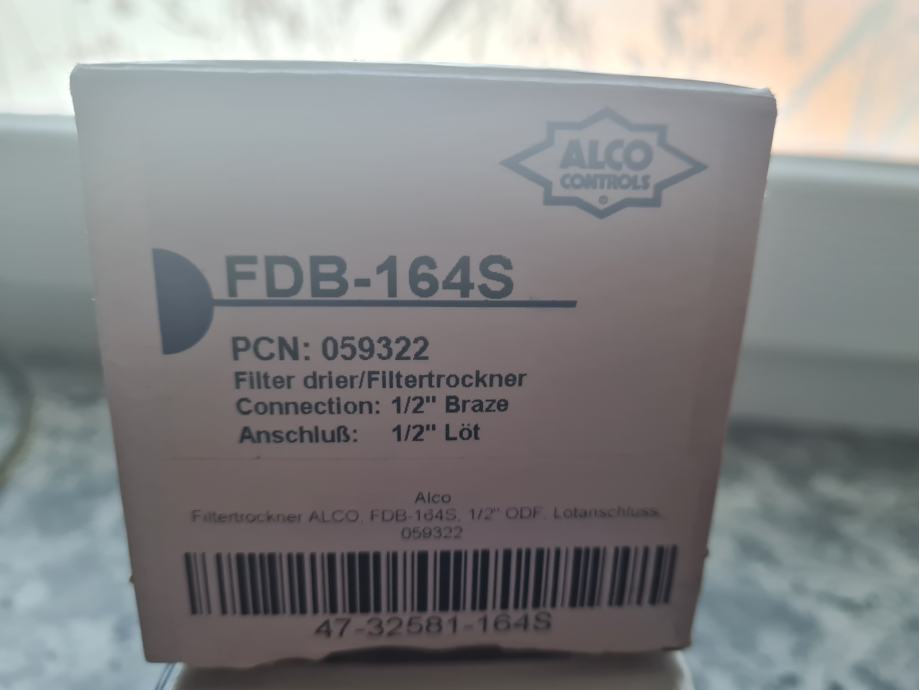 ALCO
CONTROLS
®
FDB-164S
PCN: 059322
Filter drier/Filtertrockner
Connection: 1/2" Braze
Anschluß: 1/2" Löt
Alco
Filtertrockner ALCO, FDB-164S, 1/2" ODF, Lötanschluss,
059322
47-32581-164S